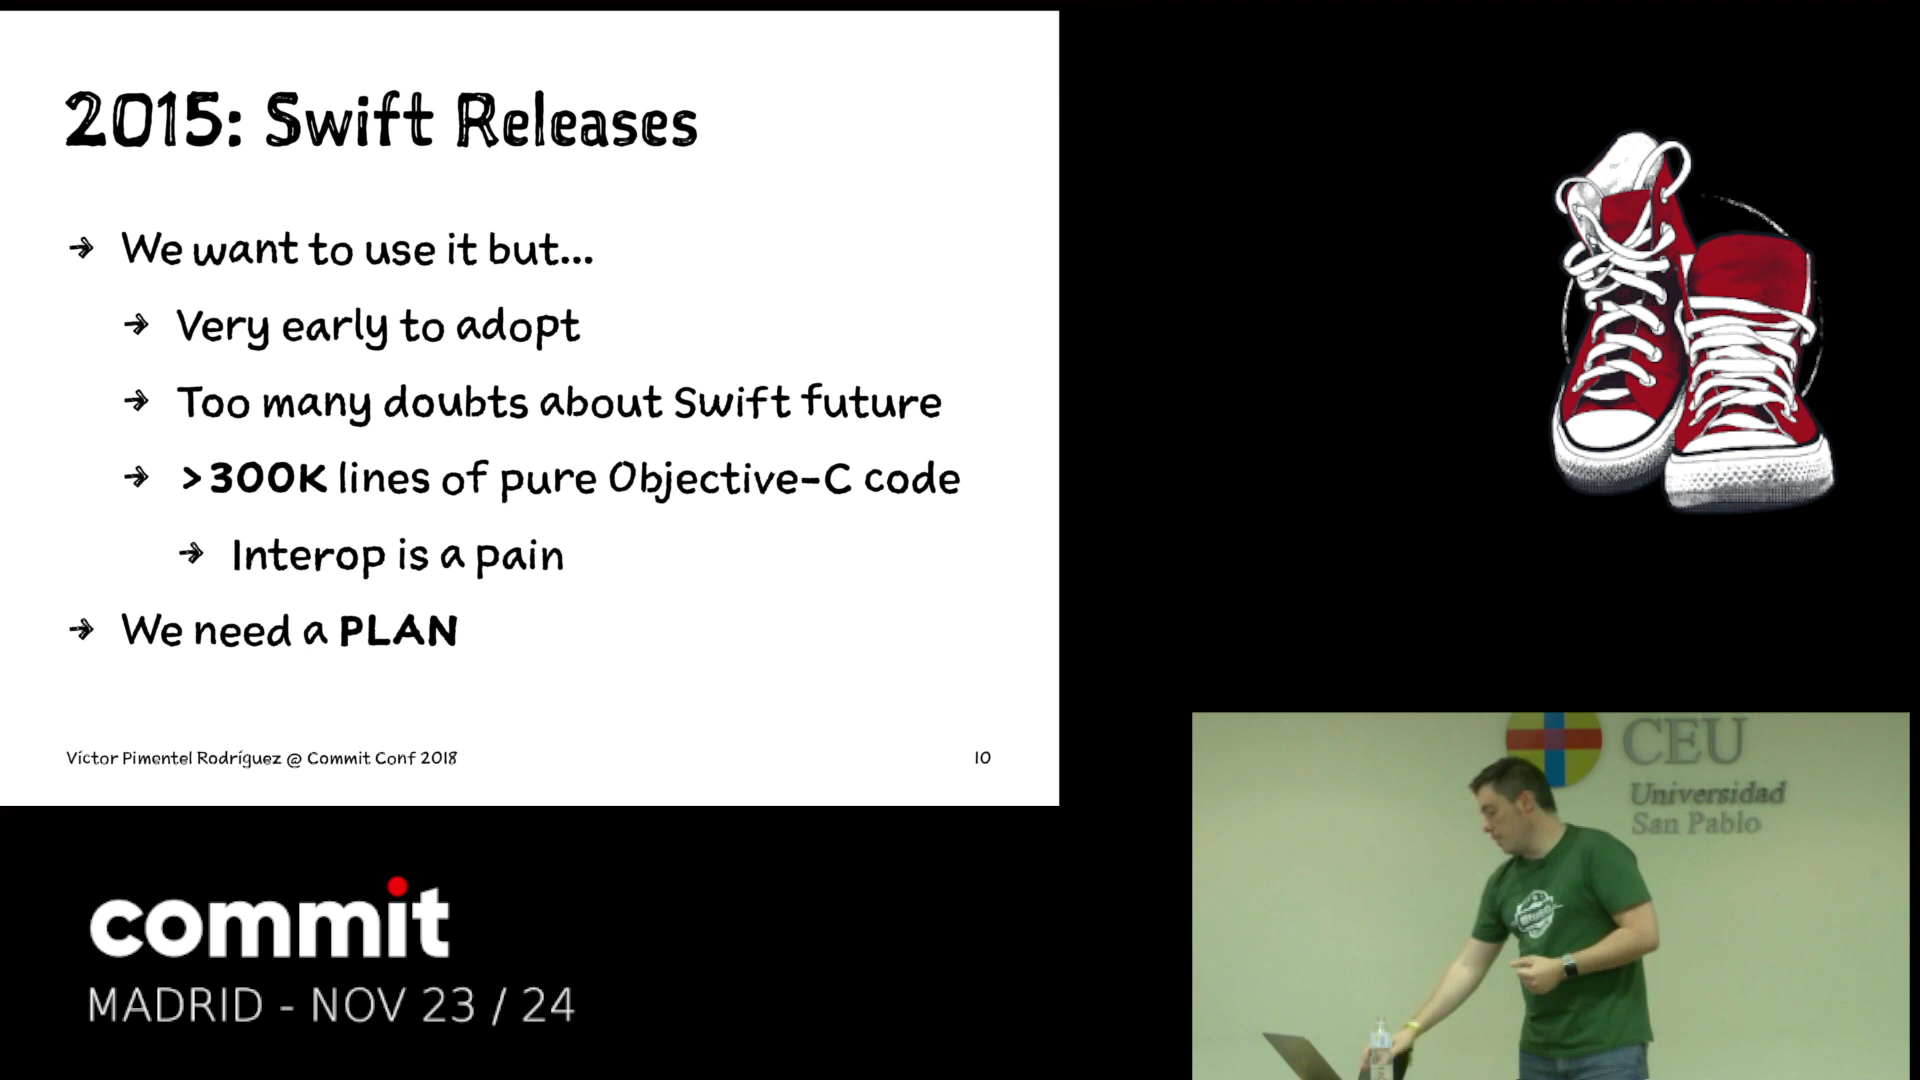 2015: Swift Releases
→ We want to use it but...
→ Very early to adopt
→ Too many doubts about Swift future
→ >300K lines of pure Objective-C code
→ Interop is a pain
→ We need a PLAN
Víctor Pimentel Rodríguez @ Commit Conf 2018
10
commit
MADRID - NOV 23 / 24
CEU
Universidad
San Pablo